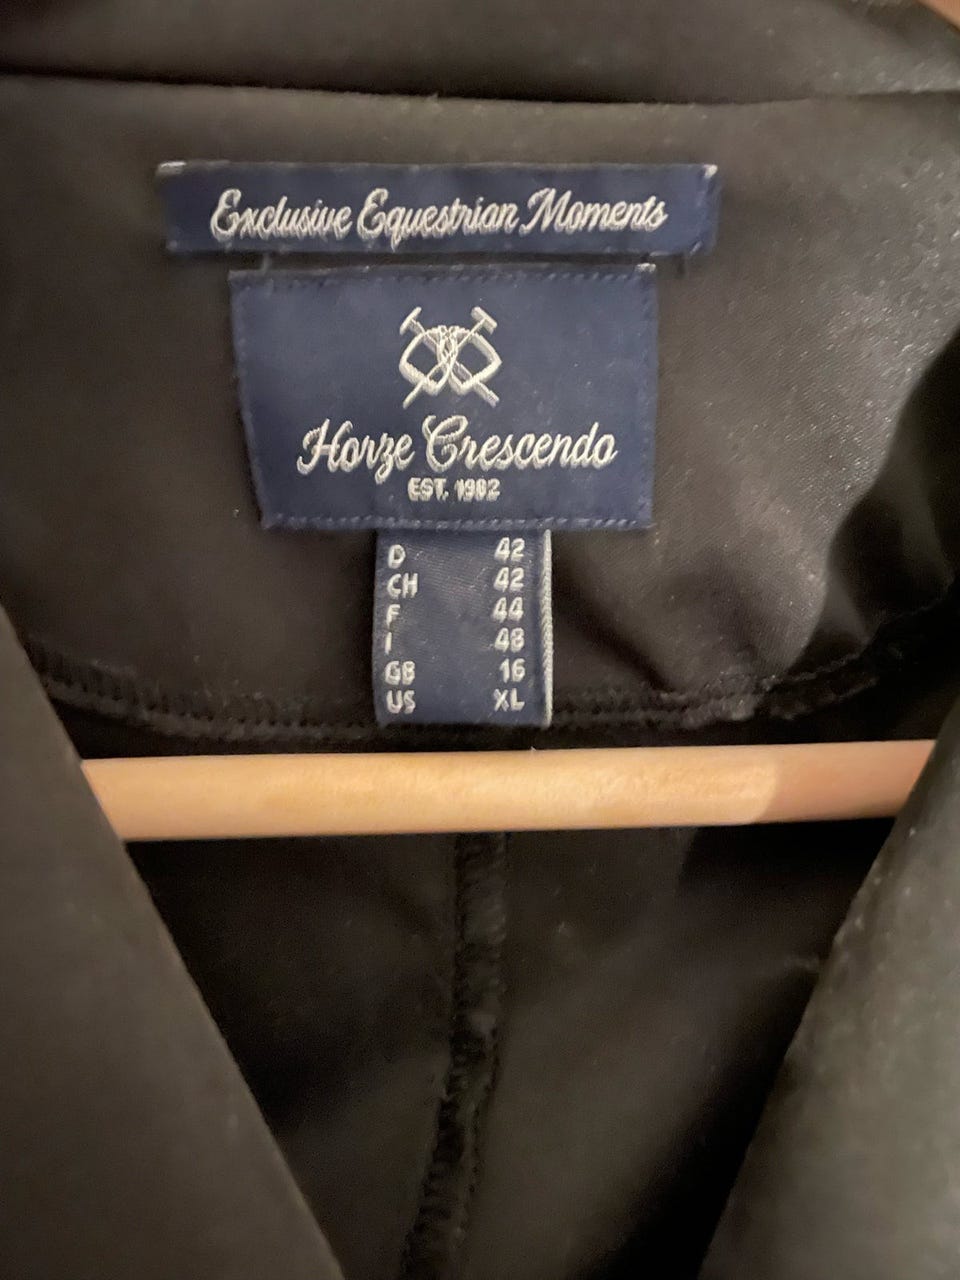 Exclusive Equestrian Moments
Horze Crescendo
EST. 1982
D 42
CH 42
F 44
I 48
GB 16
US XL